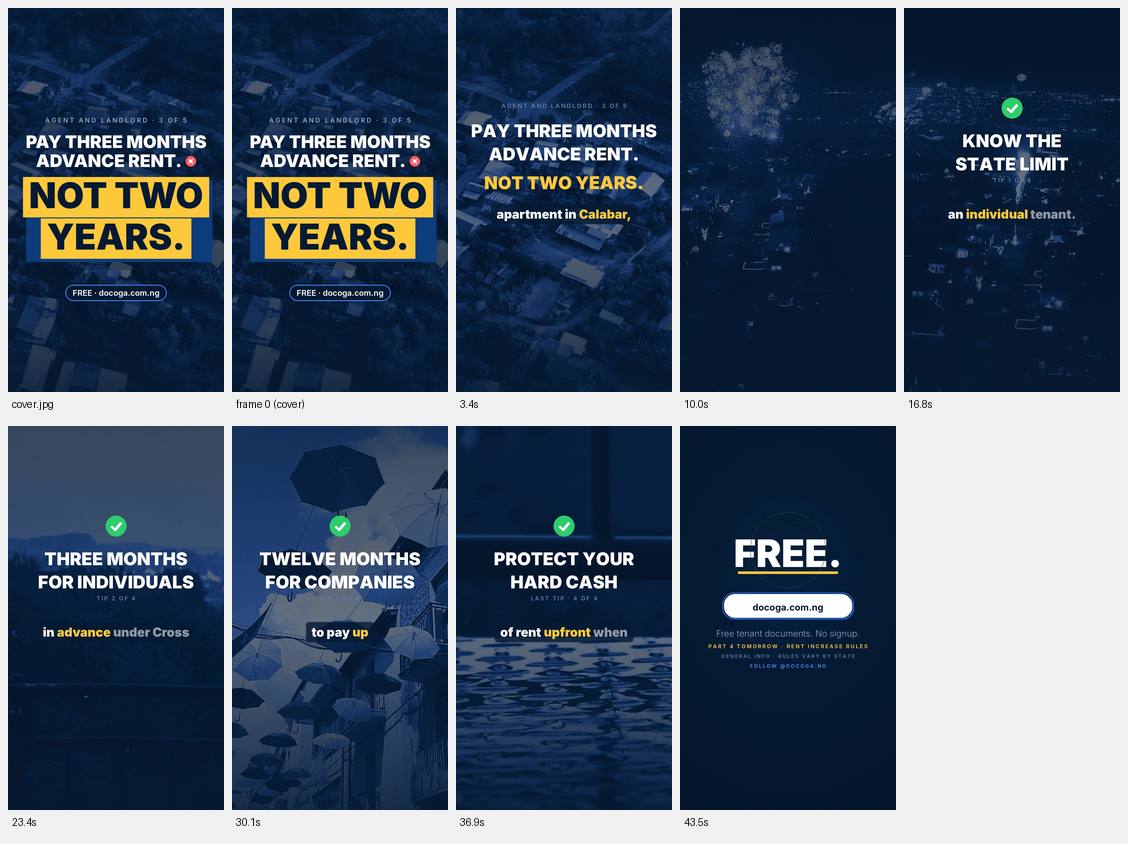 AGENT AND LANDLORD · 3 OF 5
PAY THREE MONTHS
ADVANCE RENT.
NOT TWO
YEARS.
FREE · docoga.com.ng
cover.jpg
AGENT AND LANDLORD · 3 OF 5
PAY THREE MONTHS
ADVANCE RENT.
NOT TWO
YEARS.
FREE · docoga.com.ng
frame 0 (cover)
AGENT AND LANDLORD · 3 OF 5
PAY THREE MONTHS
ADVANCE RENT.
NOT TWO YEARS.
apartment in Calabar,
3.4s
10.0s
KNOW THE
STATE LIMIT
TIP 1 OF 4
an individual tenant.
16.8s
THREE MONTHS
FOR INDIVIDUALS
TIP 2 OF 4
in advance under Cross
23.4s
TWELVE MONTHS
FOR COMPANIES
to pay up
30.1s
PROTECT YOUR
HARD CASH
LAST TIP · 4 OF 4
of rent upfront when
36.9s
FREE.
docoga.com.ng
Free tenant documents. No signup.
PART 4 TOMORROW · RENT INCREASE RULES
GENERAL INFO · RULES VARY BY STATE
FOLLOW @DOCOGA.NG
43.5s